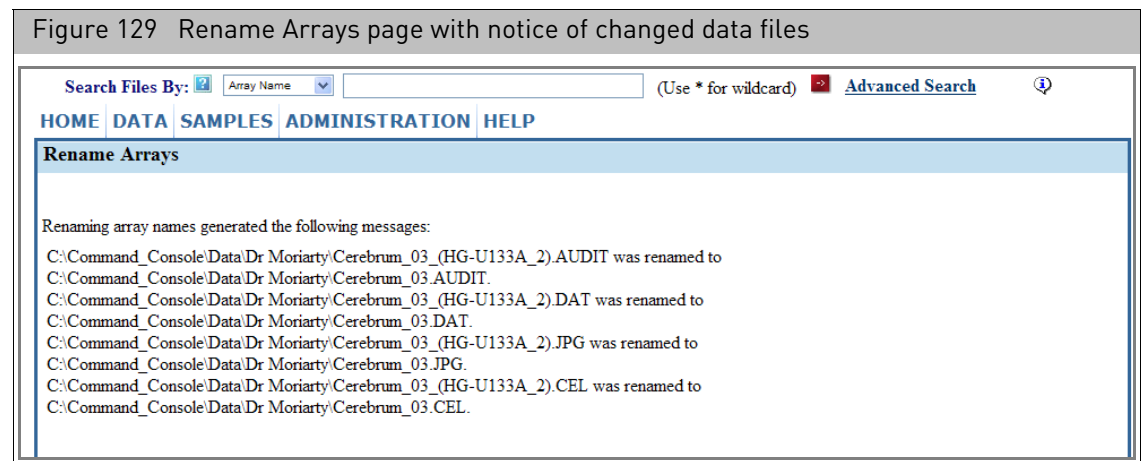 Figure 129 Rename Arrays page with notice of changed data files
Search Files By: ? Array Name (Use * for wildcard) Advanced Search
HOME DATA SAMPLES ADMINISTRATION HELP
Rename Arrays
Renaming array names generated the following messages:
C:\Command_Console\Data\Dr Moriarty\Cerebrum_03_(HG-U133A_2).AUDIT was renamed to
C:\Command_Console\Data\Dr Moriarty\Cerebrum_03.AUDIT.
C:\Command_Console\Data\Dr Moriarty\Cerebrum_03_(HG-U133A_2).DAT was renamed to
C:\Command_Console\Data\Dr Moriarty\Cerebrum_03.DAT.
C:\Command_Console\Data\Dr Moriarty\Cerebrum_03_(HG-U133A_2).JPG was renamed to
C:\Command_Console\Data\Dr Moriarty\Cerebrum_03.JPG.
C:\Command_Console\Data\Dr Moriarty\Cerebrum_03_(HG-U133A_2).CEL was renamed to
C:\Command_Console\Data\Dr Moriarty\Cerebrum_03.CEL.